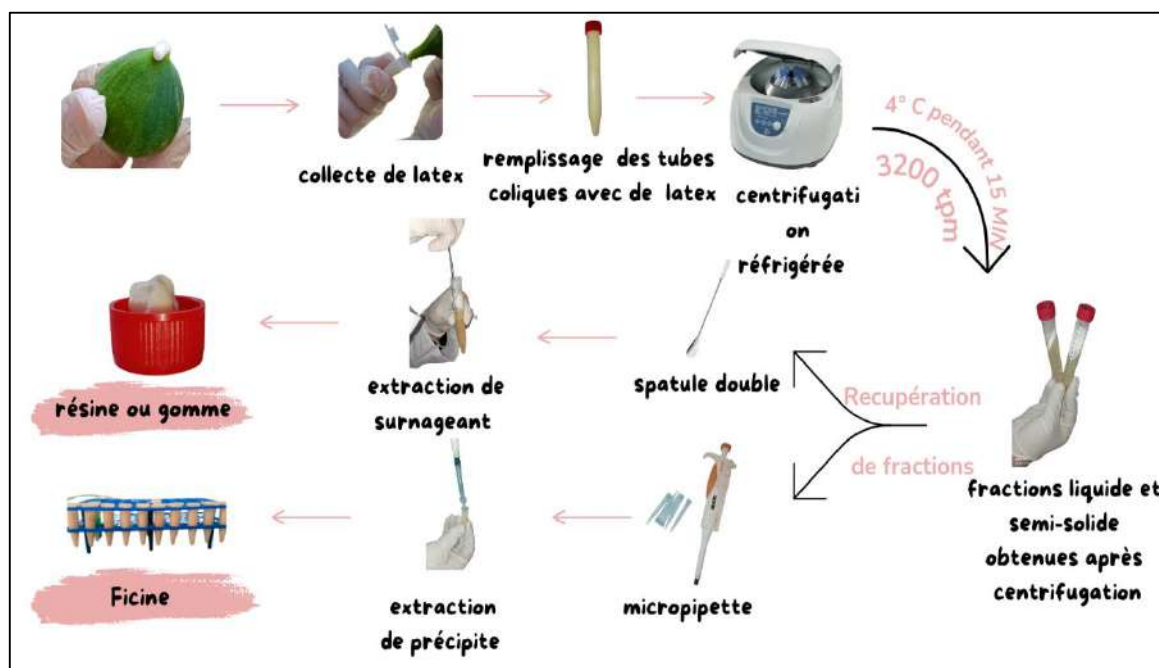 collecte de latex
remplissage des tubes
coliques avec de latex
centrifugati
on
réfrigérée
4° C pendant 15 MIN
3200 tpm
résine ou gomme
extraction de
surnageant
spatule double
Recupération
de fractions
fractions liquide et
semi-solide
obtenues après
centrifugation
Ficine
extraction
de précipite
micropipette